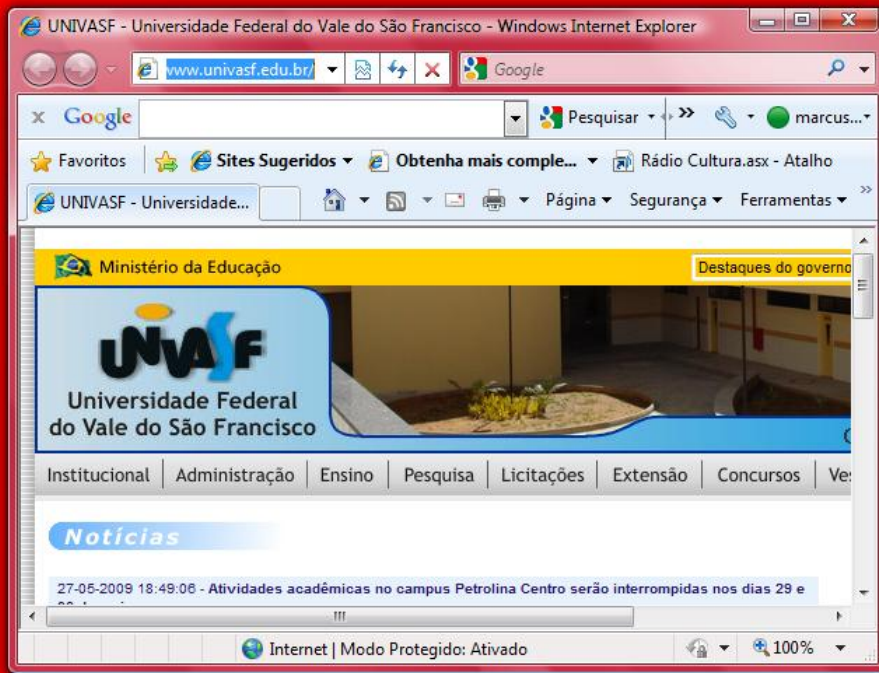 UNIVASF - Universidade Federal do Vale do São Francisco - Windows Internet Explorer
www.univasf.edu.br/
Google
Google Pesquisar marcus...
Favoritos Sites Sugeridos Obtenha mais comple... Rádio Cultura.asx - Atalho
UNIVASF - Universidade... Página Segurança Ferramentas
Ministério da Educação Destaques do governo
UNIVASF
Universidade Federal
do Vale do São Francisco
Institucional Administração Ensino Pesquisa Licitações Extensão Concursos Ves
Notícias
27-05-2009 18:49:06 - Atividades acadêmicas no campus Petrolina Centro serão interrompidas nos dias 29 e
Internet | Modo Protegido: Ativado 100%